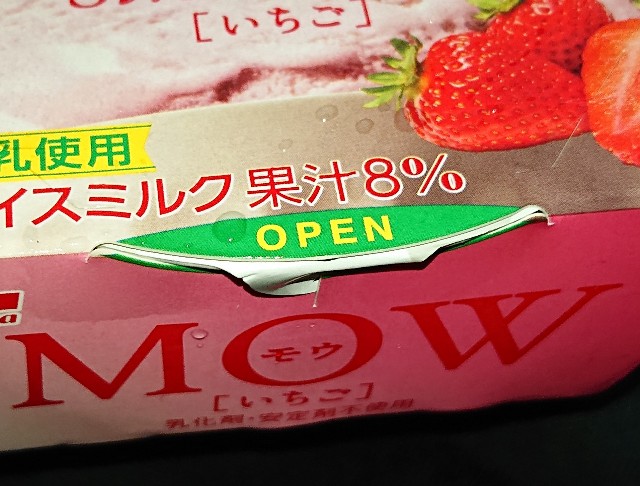 [いちご]
乳使用
イスミルク 果汁8%
OPEN
MOW
モウ
[いちご]
乳化剤・安定剤不使用